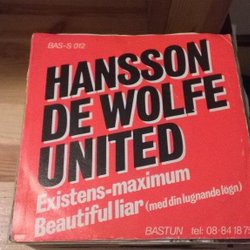 BAS-S 012
HANSSON
DE WOLFE
UNITED
Existens-maximum
Beautiful liar (med din lugnande lögn)
BASTUN tel: 08-84 18 75